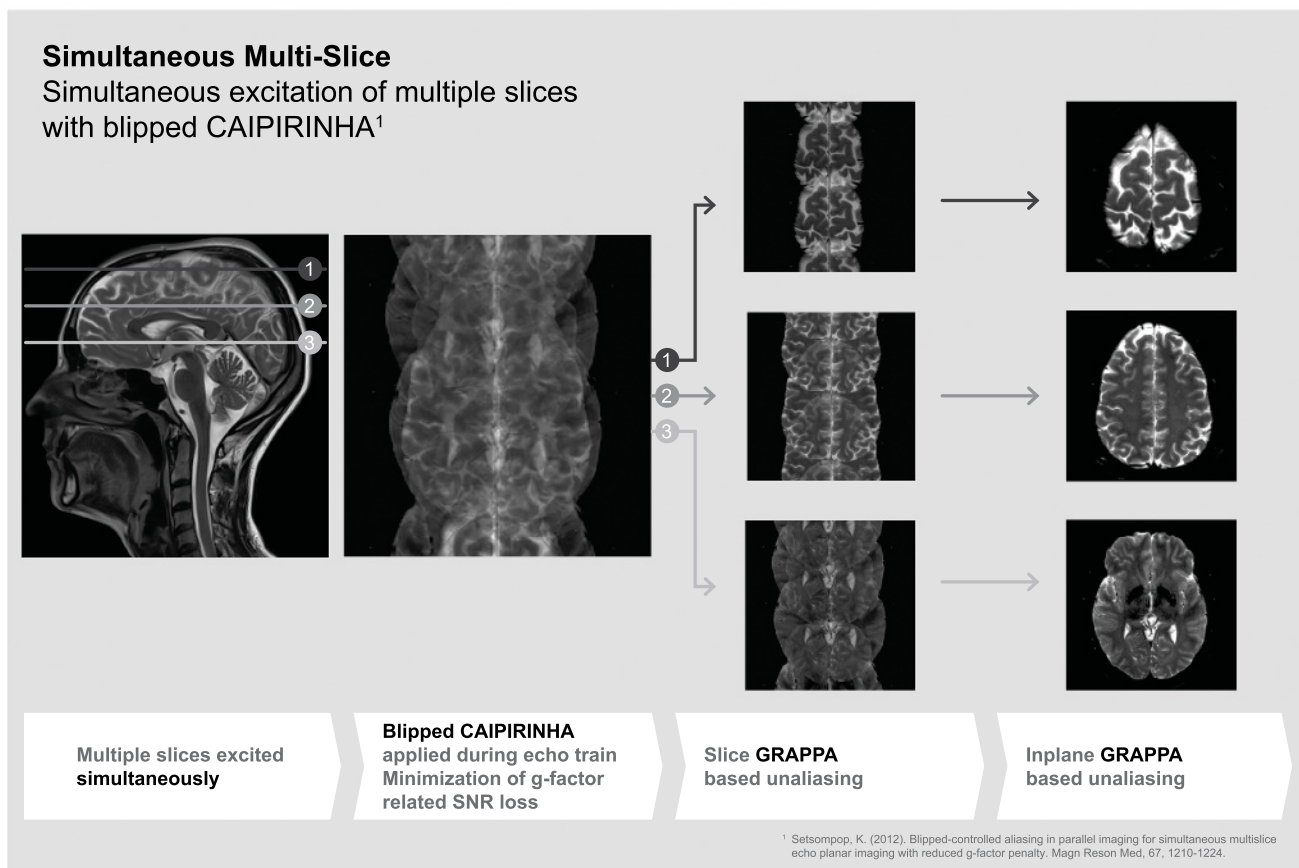 Simultaneous Multi-Slice
Simultaneous excitation of multiple slices
with blipped CAIPIRINHA¹
1
2
3
1
2
3
Multiple slices excited
simultaneously
Blipped CAIPIRINHA
applied during echo train
Minimization of g-factor
related SNR loss
Slice GRAPPA
based unaliasing
Inplane GRAPPA
based unaliasing
¹ Setsompop, K. (2012). Blipped-controlled aliasing in parallel imaging for simultaneous multislice
echo planar imaging with reduced g-factor penalty. Magn Reson Med, 67, 1210-1224.